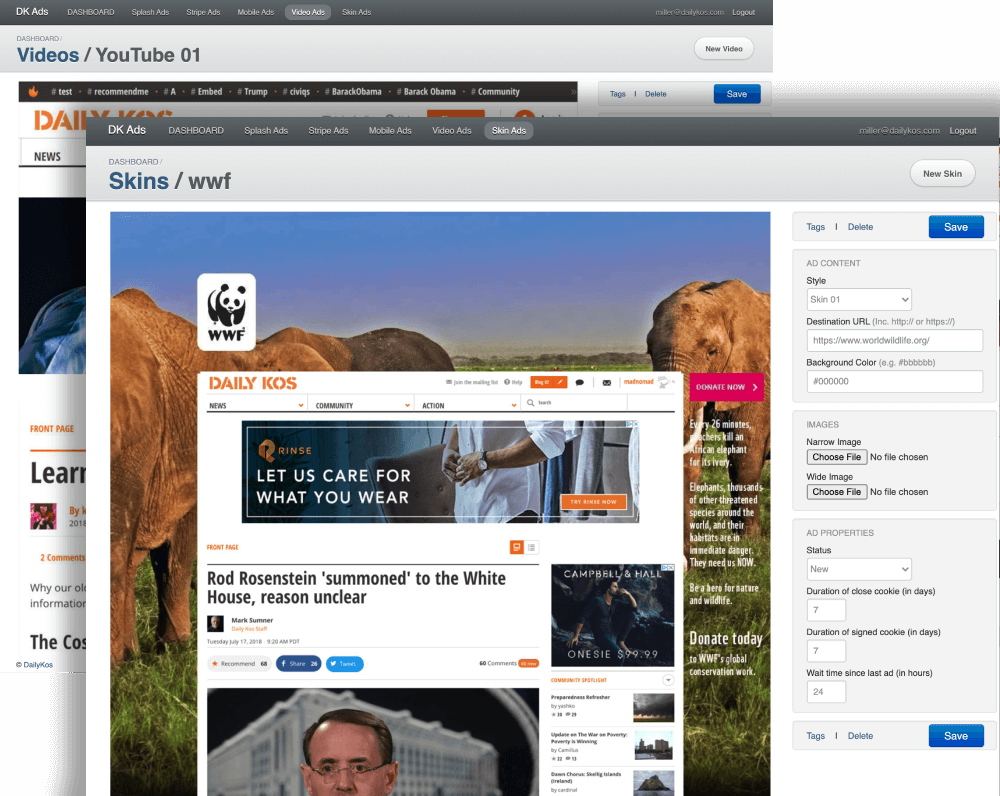 DK Ads DASHBOARD Splash Ads Stripe Ads Mobile Ads Video Ads Skin Ads miller@dailykos.com Logout
DASHBOARD /
Videos / YouTube 01
New Video
# test • # recommendme • # A • # Embed • # Trump • # civiqs • # BarackObama • # Barack Obama • # Community »
Tags | Delete Save
DAILY KOS
NEWS
FRONT PAGE
Learn
By k
2018
2 Comments
Why our ol
information
The Cos
© DailyKos
DK Ads DASHBOARD Splash Ads Stripe Ads Mobile Ads Video Ads Skin Ads miller@dailykos.com Logout
DASHBOARD /
Skins / wwf
New Skin
WWF
DAILY KOS
Join the mailing list Help Blog it! madnomad
NEWS COMMUNITY ACTION Search
RINSE
LET US CARE FOR
WHAT YOU WEAR
TRY RINSE NOW
FRONT PAGE
Rod Rosenstein 'summoned' to the White
House, reason unclear
Mark Sumner
Daily Kos Staff
Tuesday July 17, 2018 · 9:20 AM PDT
Recommend 68 Share 26 Tweet
60 Comments 60 new
CAMPBELL & HALL
ONESIE $99.99
COMMUNITY SPOTLIGHT
Preparedness Refresher
by yashko
38 29
Update on The War on Poverty:
Poverty is Winning
by Camilus
22 13
Dawn Chorus: Skellig Islands
(Ireland)
by cardinal
DONATE NOW
Every 26 minutes,
poachers kill an
African elephant
for its ivery.
Elephants, thousands
of other threatened
species around the
world, and their
habitats are in
immediate danger.
They need us NOW.
Be a hero for nature
and wildlife.
Donate today
to WWF's global
conservation work.
Tags | Delete Save
AD CONTENT
Style
Skin 01
Destination URL (Inc. http:// or https://)
https://www.worldwildlife.org/
Background Color (e.g. #bbbbbb)
#000000
IMAGES
Narrow Image
Choose File No file chosen
Wide Image
Choose File No file chosen
AD PROPERTIES
Status
New
Duration of close cookie (in days)
7
Duration of signed cookie (in days)
7
Wait time since last ad (in hours)
24
Tags | Delete Save